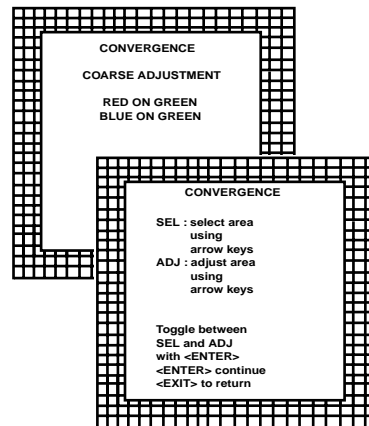 CONVERGENCE
COARSE ADJUSTMENT
RED ON GREEN
BLUE ON GREEN
CONVERGENCE
SEL : select area
using
arrow keys
ADJ : adjust area
using
arrow keys
Toggle between
SEL and ADJ
with <ENTER>
<ENTER> continue
<EXIT> to return